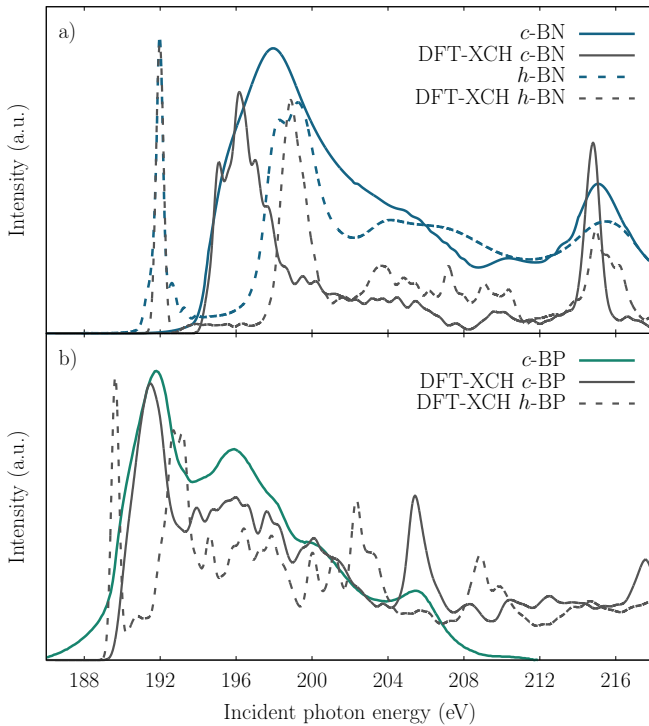 a)
c-BN
DFT-XCH c-BN
h-BN
DFT-XCH h-BN
Intensity (a.u.)
b)
c-BP
DFT-XCH c-BP
DFT-XCH h-BP
Intensity (a.u.)
188 192 196 200 204 208 212 216
Incident photon energy (eV)